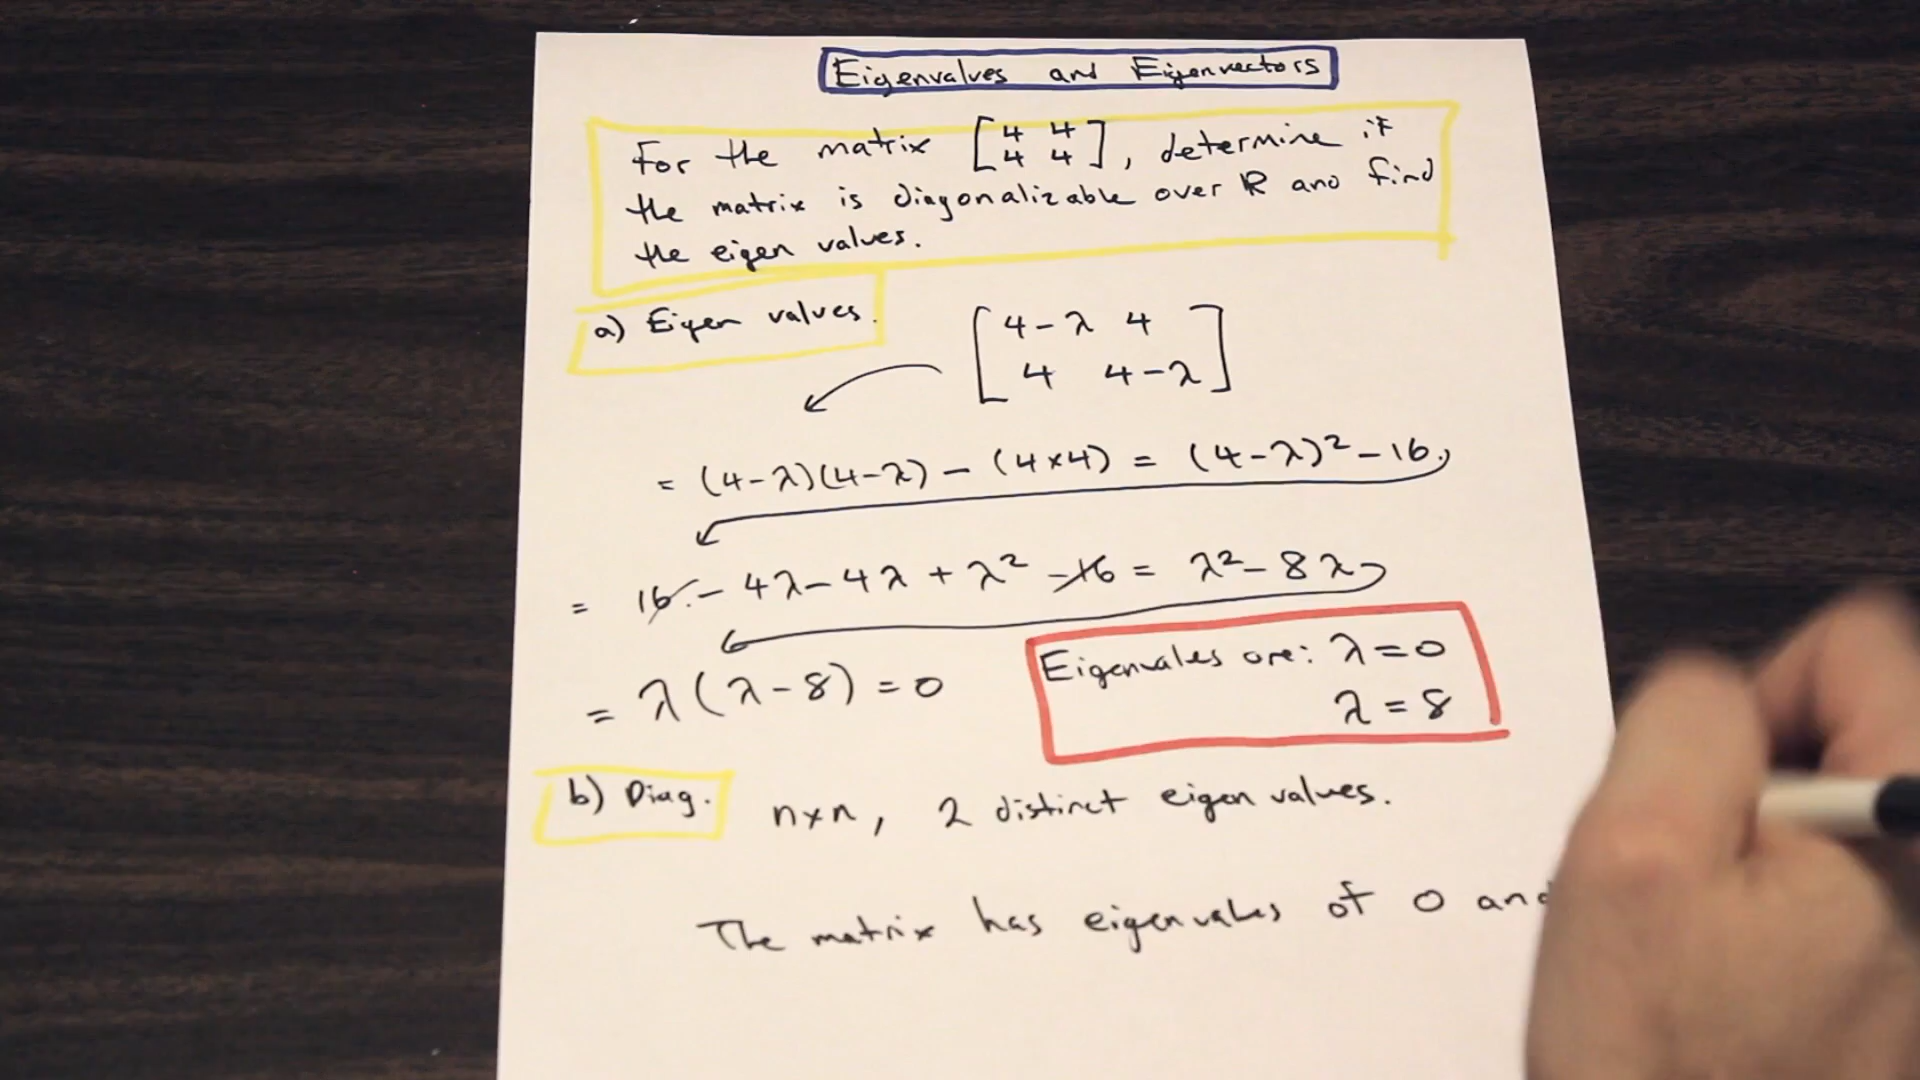 Eigenvalues and Eigenvectors
For the matrix [4 4
4 4], determine if
the matrix is diagonalizable over R and find
the eigen values.
a) Eigen values.
[4-λ 4
4 4-λ]
= (4-λ)(4-λ) - (4×4) = (4-λ)² - 16
= 16 - 4λ - 4λ + λ² - 16 = λ² - 8λ
= λ(λ-8) = 0
Eigenvales are: λ = 0
λ = 8
b) Diag. n×n, 2 distinct eigen values.
The matrix has eigenvales of 0 and